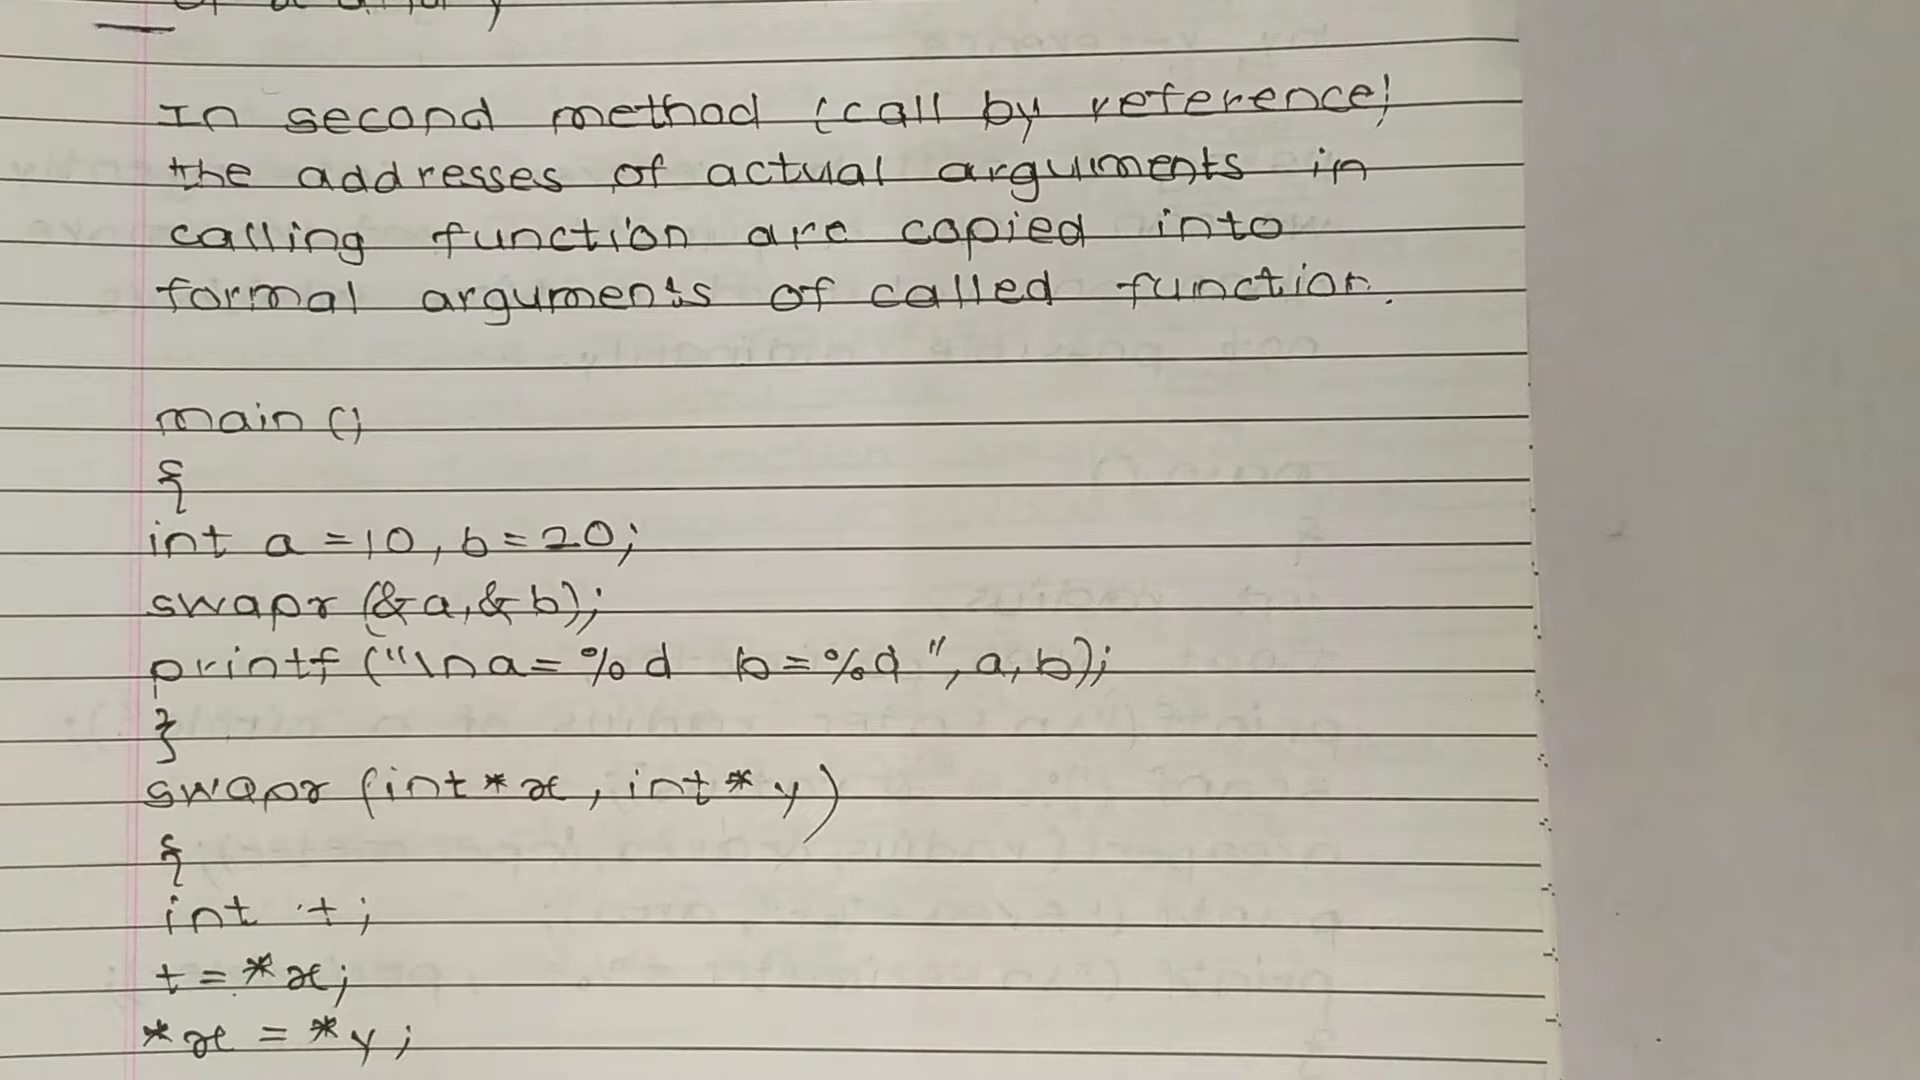 In second method (call by reference)
the addresses of actual arguments in
calling function are copied into
formal arguments of called function.
main ()
{
int a = 10, b = 20;
swapr (&a, &b);
printf ("\n a = %d b = %d ", a, b);
}
swapr (int * x, int * y)
{
int t;
t = * x;
* x = * y;